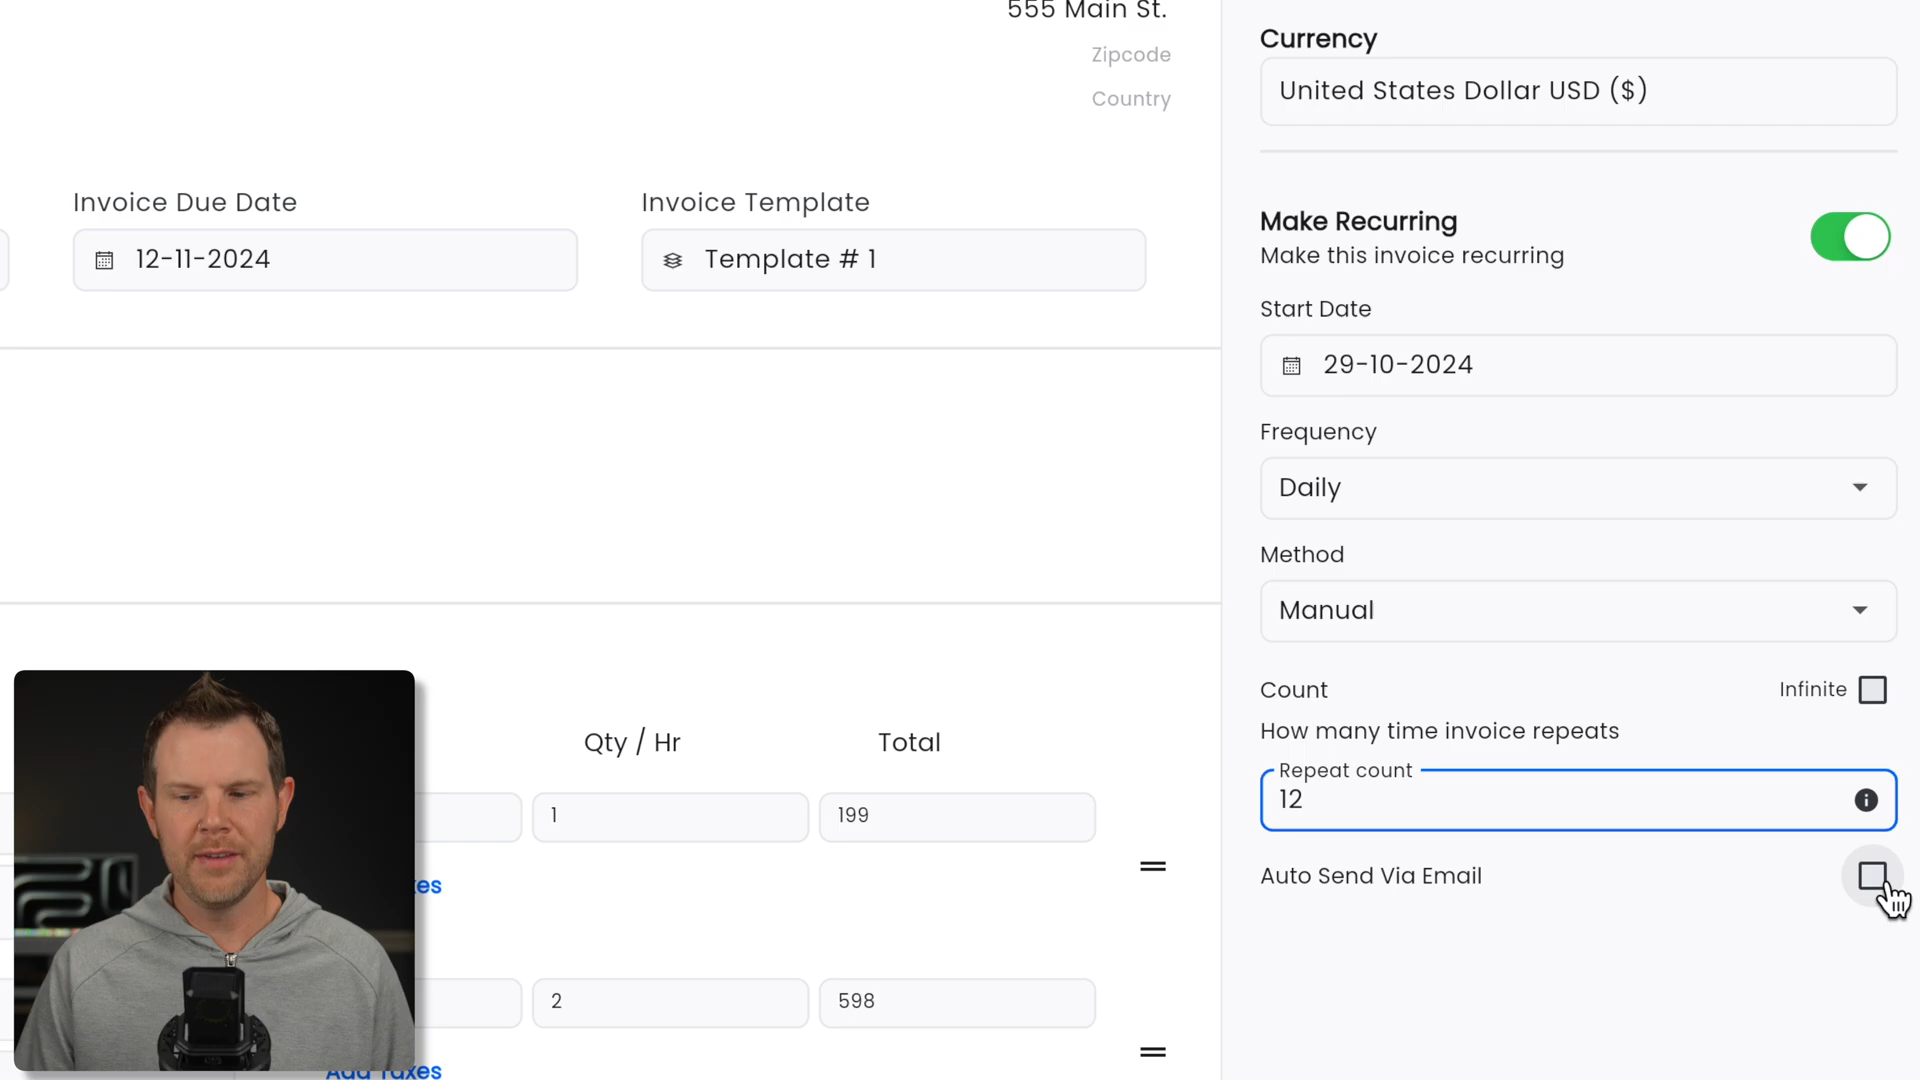 555 Main St.
Zipcode
Country
Invoice Due Date
12-11-2024
Invoice Template
Template # 1
Qty / Hr
Total
1
199
2
598
Add Taxes
Currency
United States Dollar USD ($)
Make Recurring
Make this invoice recurring
Start Date
29-10-2024
Frequency
Daily
Method
Manual
Count
Infinite
How many time invoice repeats
Repeat count
12
Auto Send Via Email